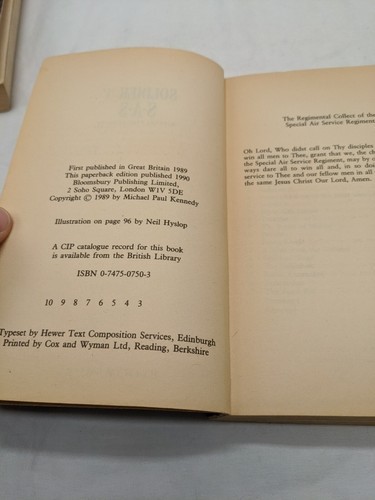 First published in Great Britain 1989
This paperback edition published 1990
Bloomsbury Publishing Limited,
2 Soho Square, London W1V 5DE
Copyright © 1989 by Michael Paul Kennedy
Illustration on page 96 by Neil Hyslop
A CIP catalogue record for this book
is available from the British Library
ISBN 0-7475-0750-3
10 9 8 7 6 5 4 3
Typeset by Hewer Text Composition Services, Edinburgh
Printed by Cox and Wyman Ltd, Reading, Berkshire
The Regimental Collect of the
Special Air Service Regiment
Oh Lord, Who didst call on Thy disciples
win all men to Thee, grant that we, the ch
the Special Air Service Regiment, may by o
ways dare all to win all and, in so doin
service to Thee and our fellow men in all
the same Jesus Christ Our Lord, Amen.